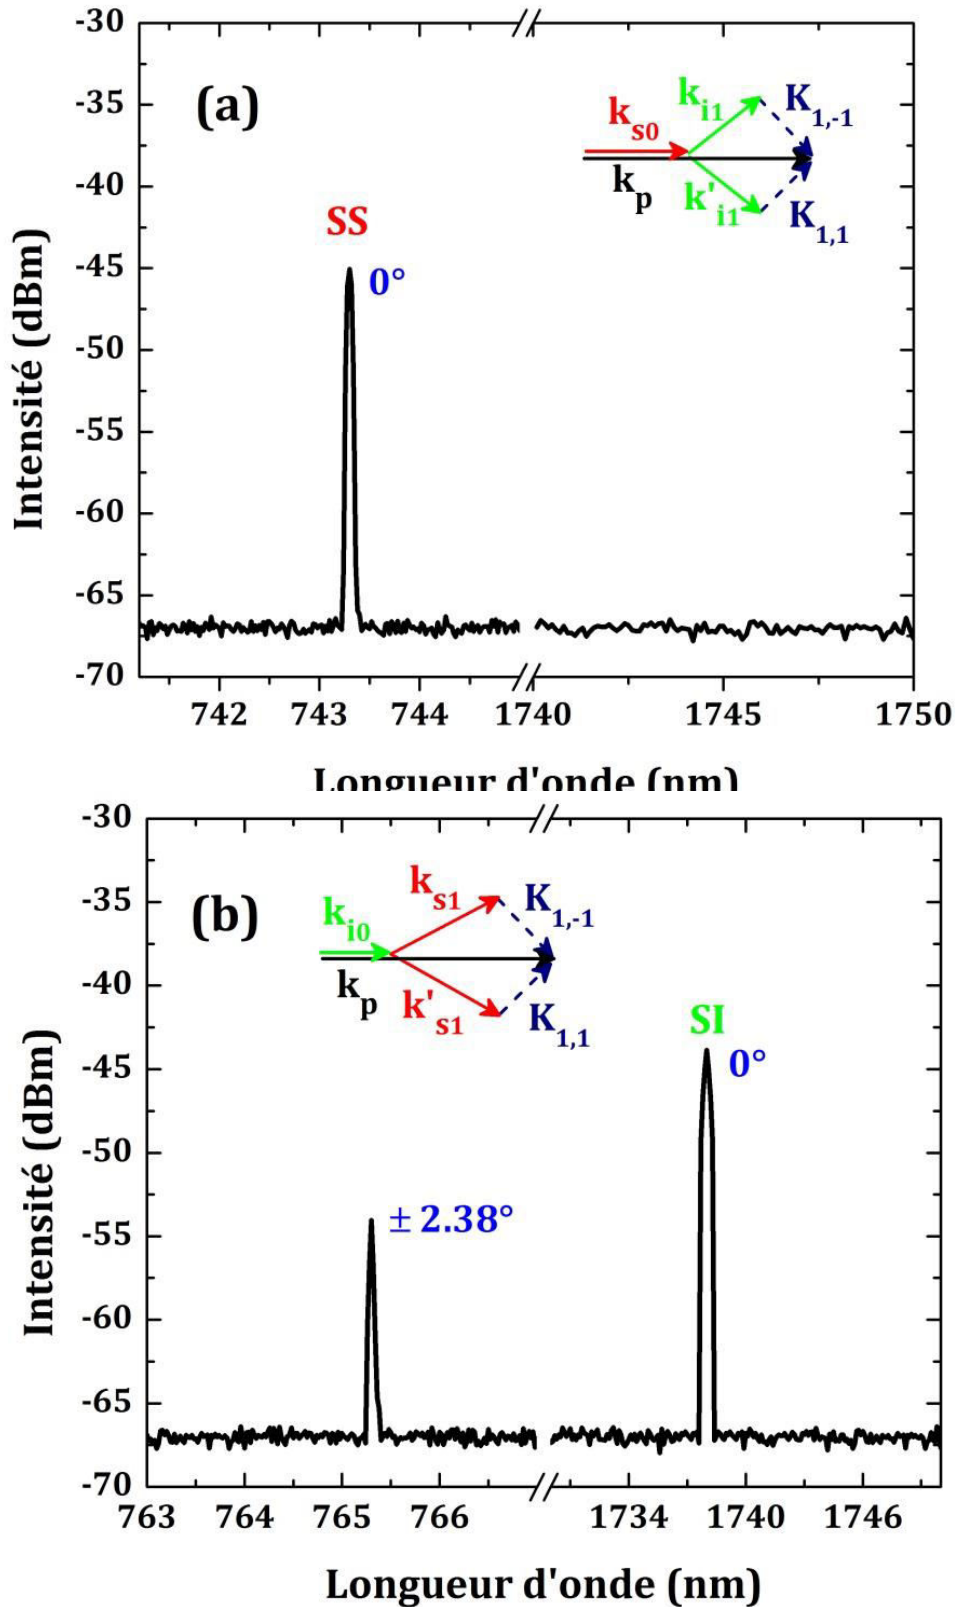 -30
-35
-40
-45
-50
-55
-60
-65
-70
Intensité (dBm)
(a)
k_s0
k_i1
K_1,-1
k_p
k'_i1
K_1,1
SS
0°
742 743 744 1740 1745 1750
Longueur d'onde (nm)
-30
-35
-40
-45
-50
-55
-60
-65
-70
Intensité (dBm)
(b)
k_i0
k_s1
K_1,-1
k_p
k'_s1
K_1,1
SI
0°
± 2.38°
763 764 765 766 1734 1740 1746
Longueur d'onde (nm)